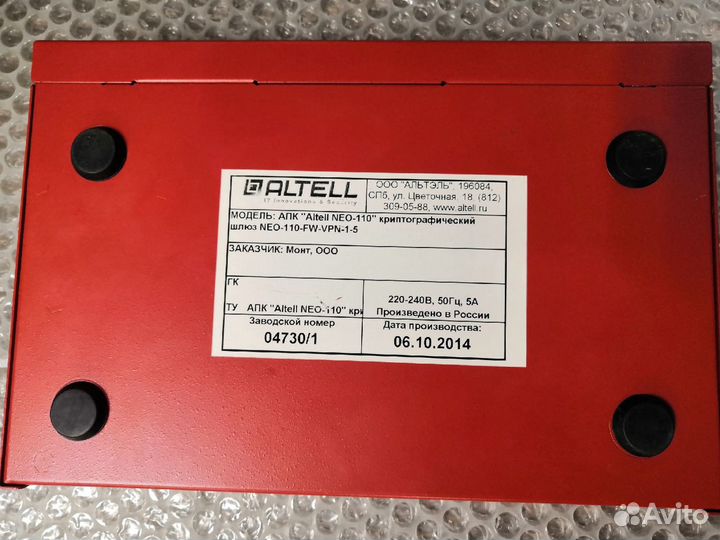 ALTELL
IT Innovations & Security
ООО "АЛЬТЭЛЬ", 196084,
СПб, ул. Цветочная. 18 (812)
309-05-88, www.altell.ru
МОДЕЛЬ: АПК "Altell NEO-110" криптографический
шлюз NEO-110-FW-VPN-1-5
ЗАКАЗЧИК: Монт, ООО
ГК
ТУ АПК "Altell NEO-110" кри
220-240В, 50Гц, 5А
Произведено в России
Заводской номер
04730/1
Дата производства:
06.10.2014
Avito